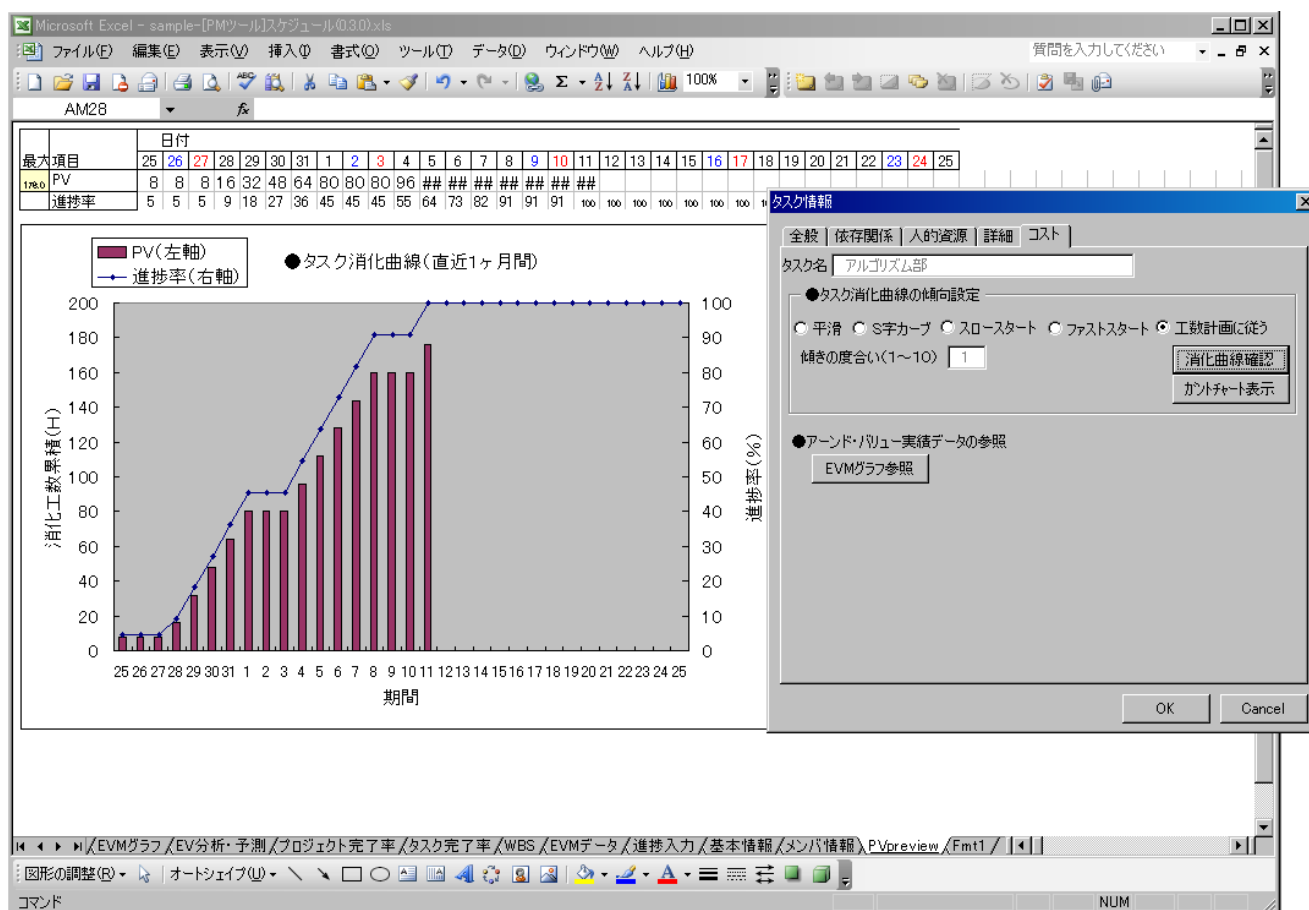 Microsoft Excel - sample-[PMツール]スケジュール(0.3.0).xls
ファイル(F) 編集(E) 表示(V) 挿入(I) 書式(O) ツール(T) データ(D) ウィンドウ(W) ヘルプ(H) 質問を入力してください
100%
AM28 fx
日付
最大 項目 25 26 27 28 29 30 31 1 2 3 4 5 6 7 8 9 10 11 12 13 14 15 16 17 18 19 20 21 22 23 24 25
PV 8 8 8 16 32 48 64 80 80 80 96 ## ## ## ## ## ## ##
進捗率 5 5 5 9 18 27 36 45 45 45 55 64 73 82 91 91 91 100 100 100 100 100 100 100
PV(左軸)
進捗率(右軸)
●タスク消化曲線(直近1ヶ月間)
200
180
160
140
120
100
80
60
40
20
0
消化工数累積(H)
100
90
80
70
60
50
40
30
20
10
0
進捗率(%)
25 26 27 28 29 30 31 1 2 3 4 5 6 7 8 9 10 11 12 13 14 15 16 17 18 19 20 21 22 23 24 25
期間
タスク情報
全般 依存関係 人的資源 詳細 コスト
タスク名 アルゴリズム部
●タスク消化曲線の傾向設定
平滑 S字カーブ スロースタート ファストスタート 工数計画に従う
傾きの度合い(1～10) 1
消化曲線確認
ガントチャート表示
●アーンド・バリュー実績データの参照
EVMグラフ参照
OK Cancel
EVMグラフ EV分析・予測 プロジェクト完了率 タスク完了率 WBS EVMデータ 進捗入力 基本情報 メンバ情報 PVpreview Fmt1
図形の調整(R) オートシェイプ(U)
コマンド NUM